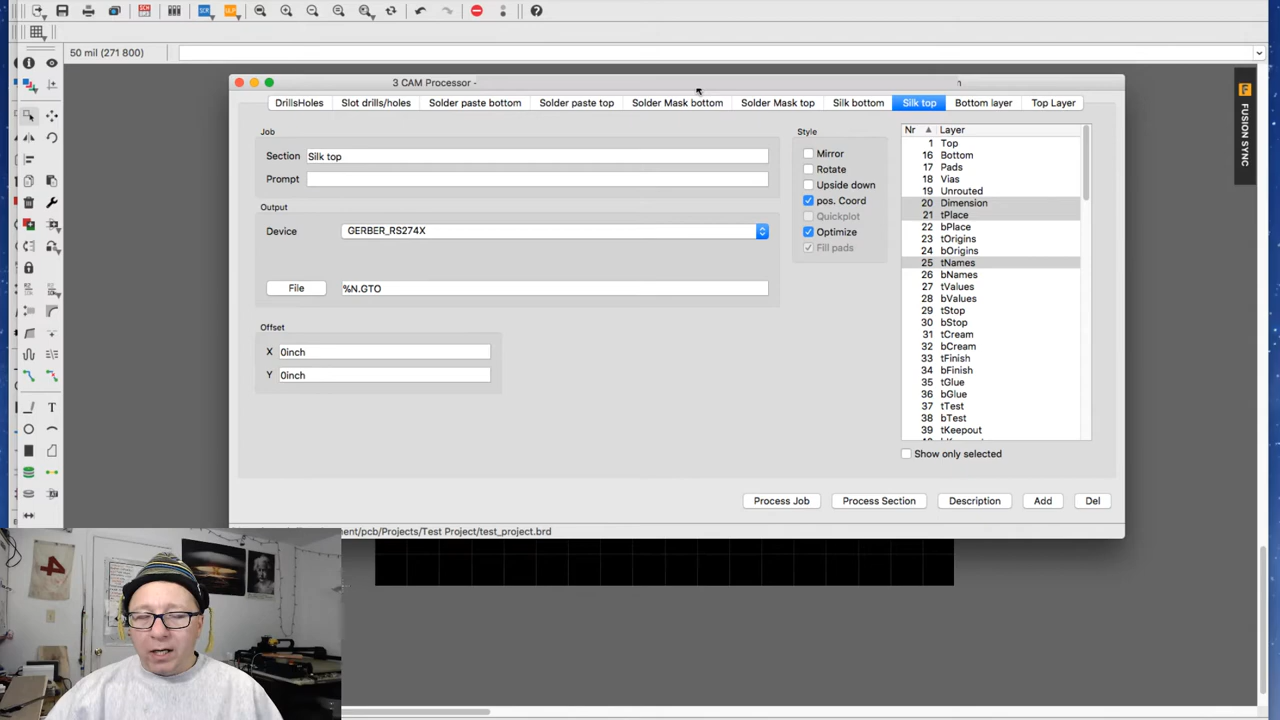 SCR
ULP
50 mil (271 800)
FUSION SYNC
3 CAM Processor -
DrillsHoles
Slot drills/holes
Solder paste bottom
Solder paste top
Solder Mask bottom
Solder Mask top
Silk bottom
Silk top
Bottom layer
Top Layer
Job
Section
Silk top
Prompt
Output
Device
GERBER_RS274X
File
%N.GTO
Offset
X
0inch
Y
0inch
Style
Mirror
Rotate
Upside down
pos. Coord
Quickplot
Optimize
Fill pads
Nr Layer
1 Top
16 Bottom
17 Pads
18 Vias
19 Unrouted
20 Dimension
21 tPlace
22 bPlace
23 tOrigins
24 bOrigins
25 tNames
26 bNames
27 tValues
28 bValues
29 tStop
30 bStop
31 tCream
32 bCream
33 tFinish
34 bFinish
35 tGlue
36 bGlue
37 tTest
38 bTest
39 tKeepout
Show only selected
Process Job
Process Section
Description
Add
Del
ent/pcb/Projects/Test Project/test_project.brd
4